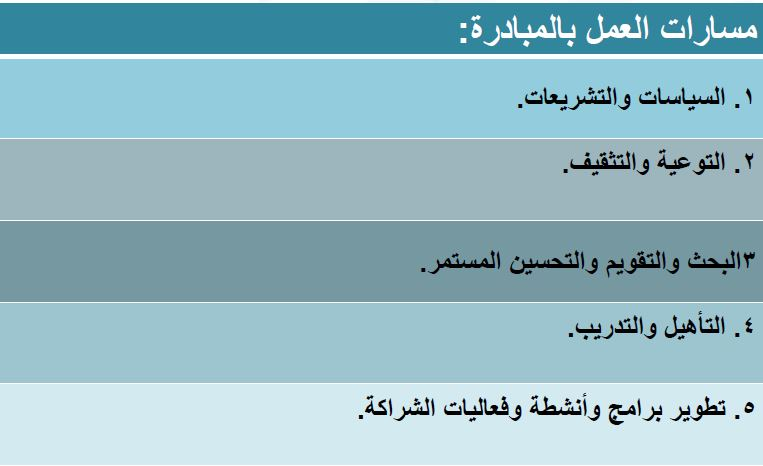 مسارات العمل بالمبادرة:
١. السياسات والتشريعات.
٢. التوعية والتثقيف.
٣البحث والتقويم والتحسين المستمر.
٤. التأهيل والتدريب.
٥. تطوير برامج وأنشطة وفعاليات الشراكة.